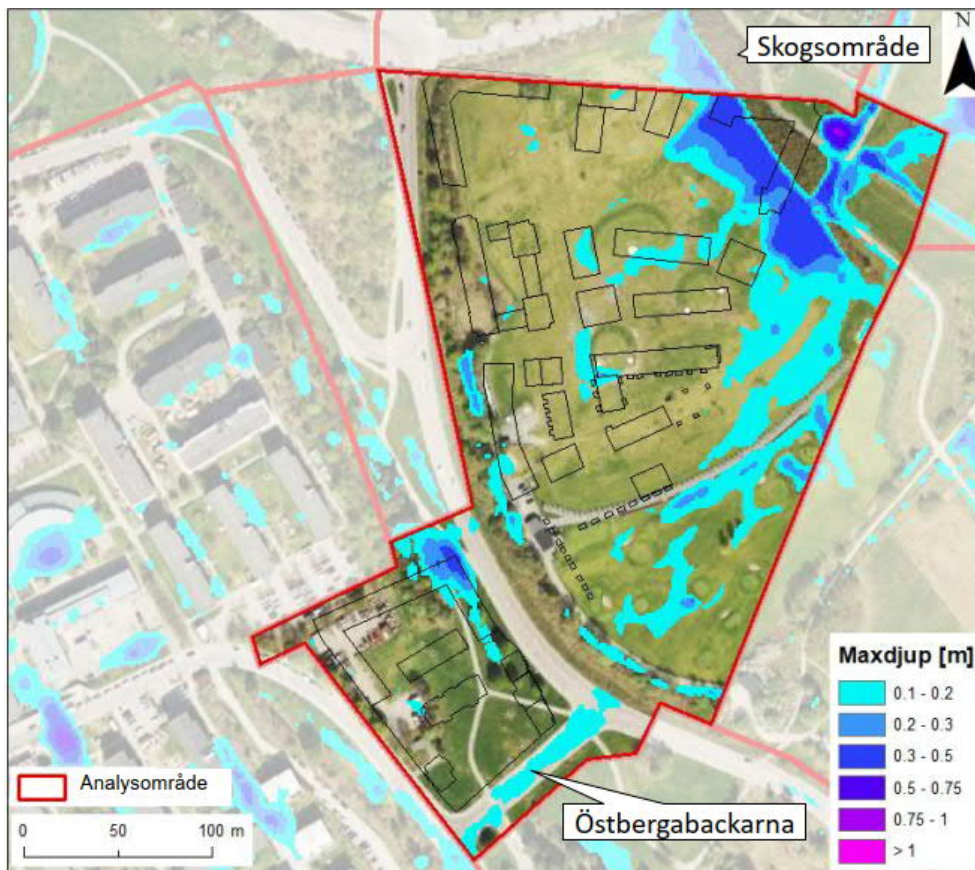 Skogsområde
N
Östbergabackarna
Analysområde
0 50 100 m
Maxdjup [m]
0.1 - 0.2
0.2 - 0.3
0.3 - 0.5
0.5 - 0.75
0.75 - 1
> 1